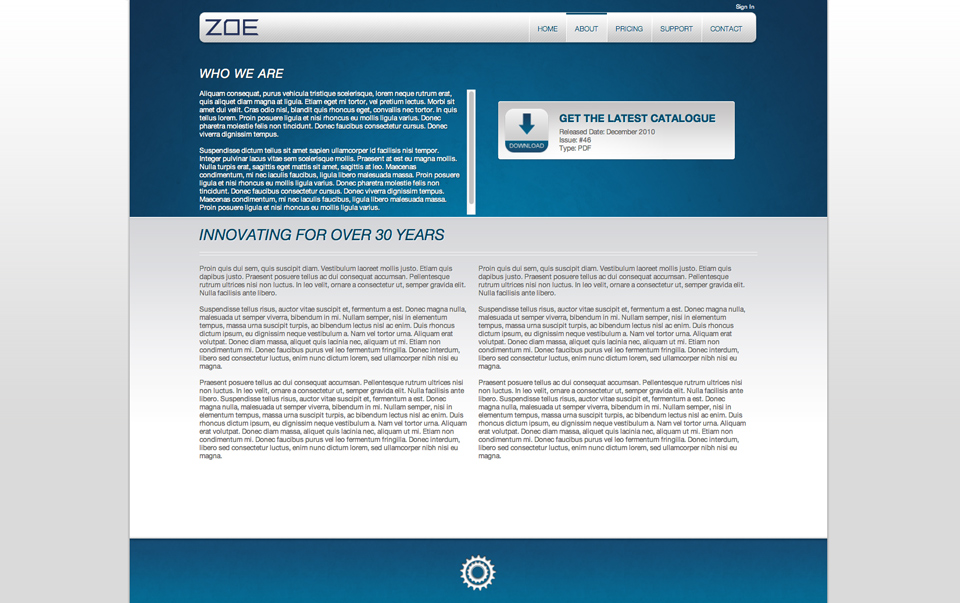 Sign In
ZOE
HOME ABOUT PRICING SUPPORT CONTACT
WHO WE ARE
Aliquam consequat, purus vehicula tristique scelerisque, lorem neque rutrum erat,
quis aliquet diam magna at ligula. Etiam eget mi tortor, vel pretium lectus. Morbi sit
amet dui velit. Cras odio nisl, blandit quis rhoncus eget, convallis nec tortor. In quis
tellus lorem. Proin posuere ligula et nisi rhoncus eu mollis ligula varius. Donec
pharetra molestie felis non tincidunt. Donec faucibus consectetur cursus. Donec
viverra dignissim tempus.
Suspendisse dictum tellus sit amet sapien ullamcorper id facilisis nisi tempor.
Integer pulvinar lacus vitae sem scelerisque mollis. Praesent at est eu magna mollis.
Nulla turpis erat, sagittis eget mattis sit amet, sagittis at leo. Maecenas
condimentum, mi nec iaculis faucibus, ligula libero malesuada massa. Proin posuere
ligula et nisi rhoncus eu mollis ligula varius. Donec pharetra molestie felis non
tincidunt. Donec faucibus consectetur cursus. Donec viverra dignissim tempus.
Maecenas condimentum, mi nec iaculis faucibus, ligula libero malesuada massa.
Proin posuere ligula et nisi rhoncus eu mollis ligula varius.
DOWNLOAD
GET THE LATEST CATALOGUE
Released Date: December 2010
Issue: #46
Type: PDF
INNOVATING FOR OVER 30 YEARS
Proin quis dui sem, quis suscipit diam. Vestibulum laoreet mollis justo. Etiam quis
dapibus justo. Praesent posuere tellus ac dui consequat accumsan. Pellentesque
rutrum ultrices nisi non luctus. In leo velit, ornare a consectetur ut, semper gravida elit.
Nulla facilisis ante libero.
Suspendisse tellus risus, auctor vitae suscipit et, fermentum a est. Donec magna nulla,
malesuada ut semper viverra, bibendum in mi. Nullam semper, nisl in elementum
tempus, massa urna suscipit turpis, ac bibendum lectus nisl ac enim. Duis rhoncus
dictum ipsum, eu dignissim neque vestibulum a. Nam vel tortor urna. Aliquam erat
volutpat. Donec diam massa, aliquet quis lacinia nec, aliquam ut mi. Etiam non
condimentum mi. Donec faucibus purus vel leo fermentum fringilla. Donec interdum,
libero sed consectetur luctus, enim nunc dictum lorem, sed ullamcorper nibh nisi eu
magna.
Praesent posuere tellus ac dui consequat accumsan. Pellentesque rutrum ultrices nisi
non luctus. In leo velit, ornare a consectetur ut, semper gravida elit. Nulla facilisis ante
libero. Suspendisse tellus risus, auctor vitae suscipit et, fermentum a est. Donec
magna nulla, malesuada ut semper viverra, bibendum in mi. Nullam semper, nisl in
elementum tempus, massa urna suscipit turpis, ac bibendum lectus nisl ac enim. Duis
rhoncus dictum ipsum, eu dignissim neque vestibulum a. Nam vel tortor urna. Aliquam
erat volutpat. Donec diam massa, aliquet quis lacinia nec, aliquam ut mi. Etiam non
condimentum mi. Donec faucibus purus vel leo fermentum fringilla. Donec interdum,
libero sed consectetur luctus, enim nunc dictum lorem, sed ullamcorper nibh nisi eu
magna.
Proin quis dui sem, quis suscipit diam. Vestibulum laoreet mollis justo. Etiam quis
dapibus justo. Praesent posuere tellus ac dui consequat accumsan. Pellentesque
rutrum ultrices nisi non luctus. In leo velit, ornare a consectetur ut, semper gravida elit.
Nulla facilisis ante libero.
Suspendisse tellus risus, auctor vitae suscipit et, fermentum a est. Donec magna nulla,
malesuada ut semper viverra, bibendum in mi. Nullam semper, nisl in elementum
tempus, massa urna suscipit turpis, ac bibendum lectus nisl ac enim. Duis rhoncus
dictum ipsum, eu dignissim neque vestibulum a. Nam vel tortor urna. Aliquam erat
volutpat. Donec diam massa, aliquet quis lacinia nec, aliquam ut mi. Etiam non
condimentum mi. Donec faucibus purus vel leo fermentum fringilla. Donec interdum,
libero sed consectetur luctus, enim nunc dictum lorem, sed ullamcorper nibh nisi eu
magna.
Praesent posuere tellus ac dui consequat accumsan. Pellentesque rutrum ultrices nisi
non luctus. In leo velit, ornare a consectetur ut, semper gravida elit. Nulla facilisis ante
libero. Suspendisse tellus risus, auctor vitae suscipit et, fermentum a est. Donec
magna nulla, malesuada ut semper viverra, bibendum in mi. Nullam semper, nisl in
elementum tempus, massa urna suscipit turpis, ac bibendum lectus nisl ac enim. Duis
rhoncus dictum ipsum, eu dignissim neque vestibulum a. Nam vel tortor urna. Aliquam
erat volutpat. Donec diam massa, aliquet quis lacinia nec, aliquam ut mi. Etiam non
condimentum mi. Donec faucibus purus vel leo fermentum fringilla. Donec interdum,
libero sed consectetur luctus, enim nunc dictum lorem, sed ullamcorper nibh nisi eu
magna.